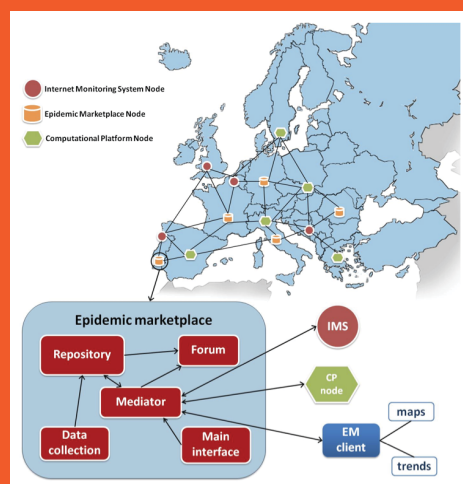 Internet Monitoring System Node
Epidemic Marketplace Node
Computational Platform Node
Epidemic marketplace
Repository
Forum
Mediator
Data
collection
Main
interface
IMS
CP
node
EM
client
maps
trends